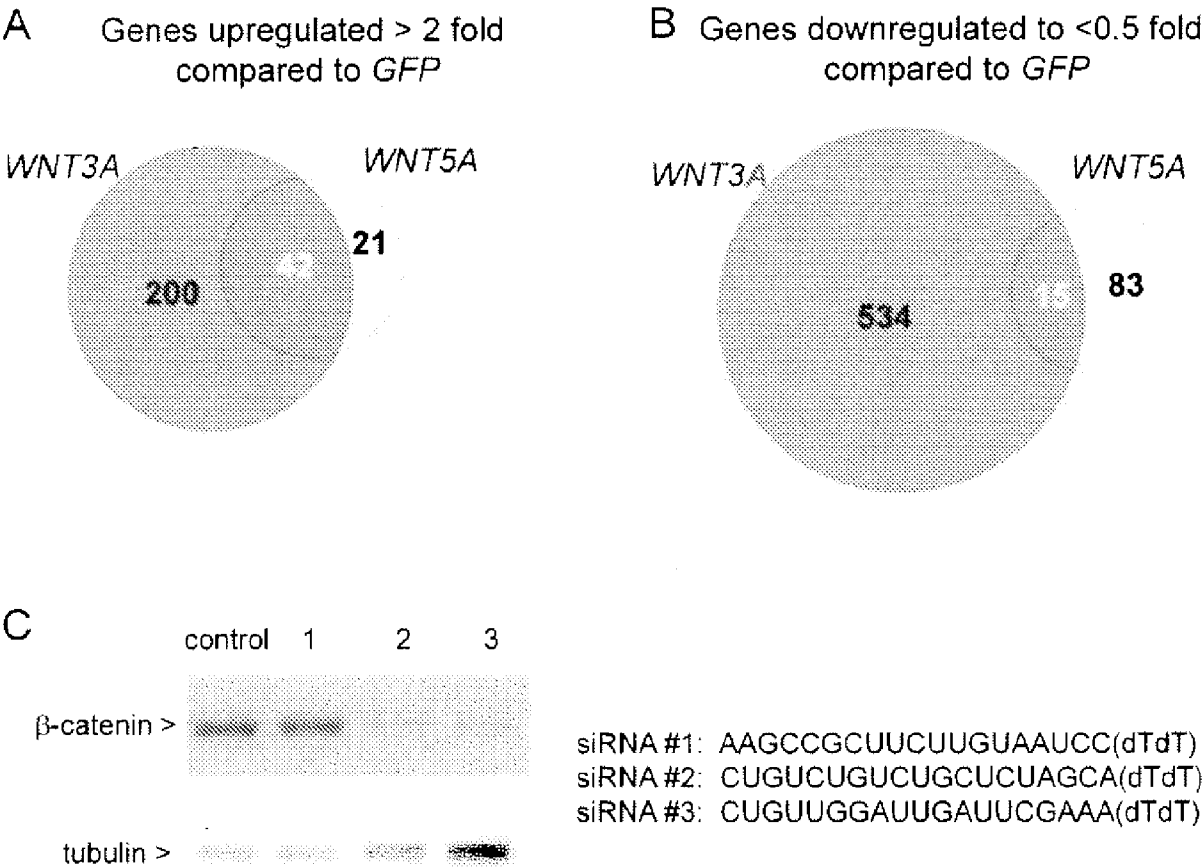 A
Genes upregulated > 2 fold
compared to GFP
WNT3A
WNT5A
200
42
21
B
Genes downregulated to <0.5 fold
compared to GFP
WNT3A
WNT5A
534
15
83
C
control 1 2 3
β-catenin >
tubulin >
siRNA #1: AAGCCGCUUCUUGUAAUCC(dTdT)
siRNA #2: CUGUCUGUCUGCUCUAGCA(dTdT)
siRNA #3: CUGUUGGAUUGAUUCGAAA(dTdT)